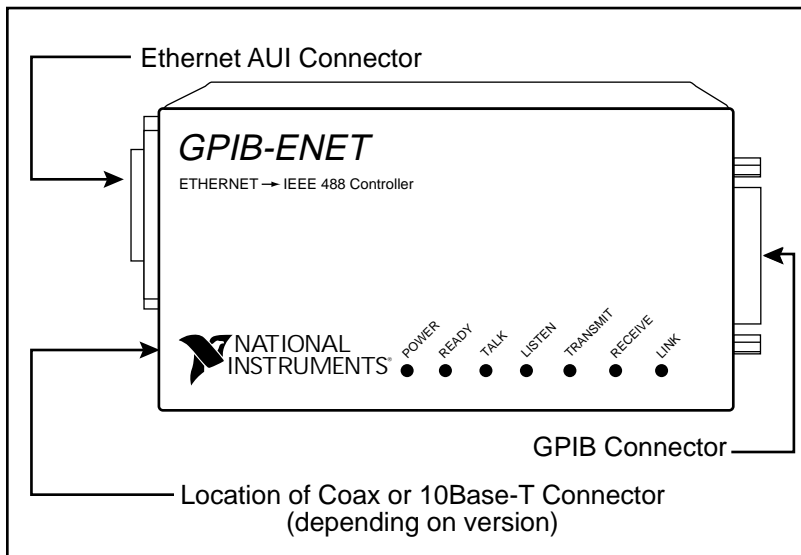 Ethernet AUI Connector
GPIB-ENET
ETHERNET → IEEE 488 Controller
NATIONAL
INSTRUMENTS®
POWER
READY
TALK
LISTEN
TRANSMIT
RECEIVE
LINK
GPIB Connector
Location of Coax or 10Base-T Connector
(depending on version)